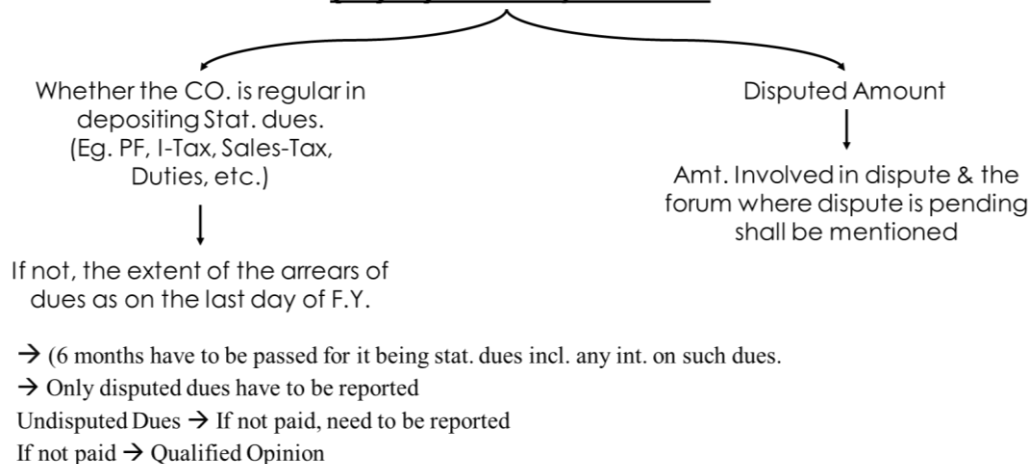 Whether the CO. is regular in
depositing Stat. dues.
(Eg. PF, I-Tax, Sales-Tax,
Duties, etc.)
If not, the extent of the arrears of
dues as on the last day of F.Y.
Disputed Amount
Amt. Involved in dispute & the
forum where dispute is pending
shall be mentioned
→ (6 months have to be passed for it being stat. dues incl. any int. on such dues.
→ Only disputed dues have to be reported
Undisputed Dues → If not paid, need to be reported
If not paid → Qualified Opinion